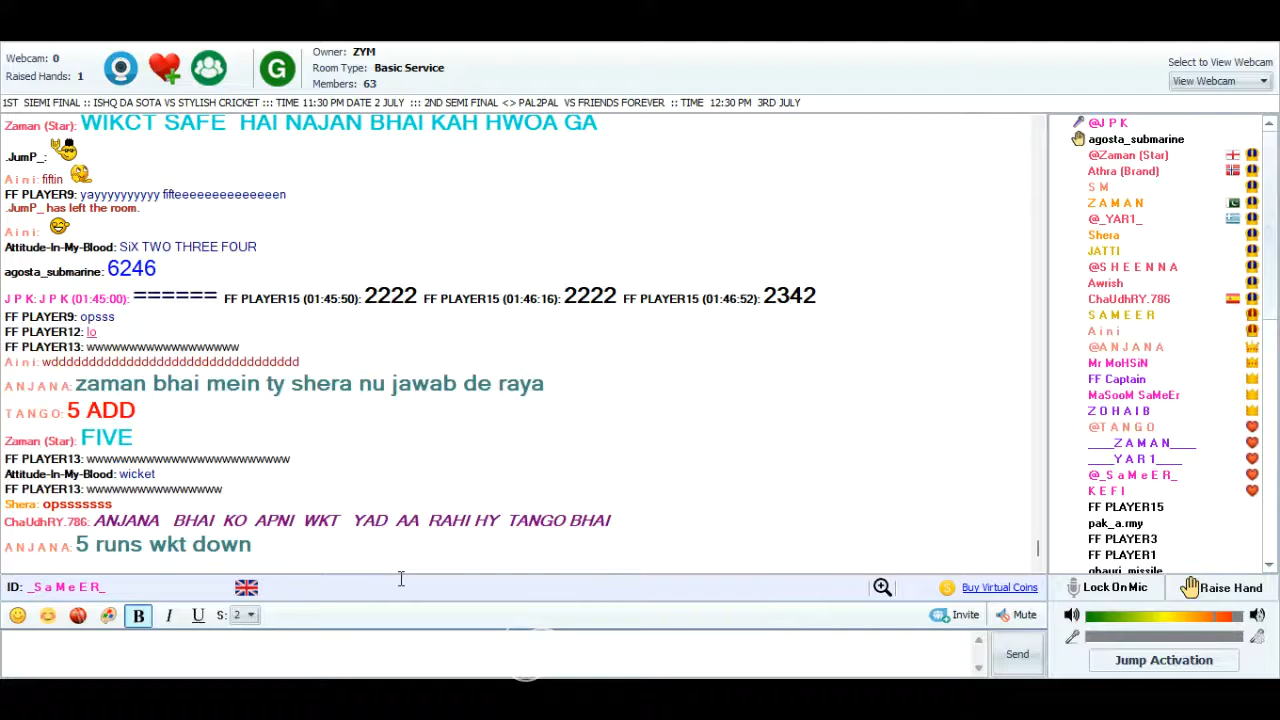 Webcam: 0
Raised Hands: 1
G
Owner: ZYM
Room Type: Basic Service
Members: 63
Select to View Webcam
View Webcam
1ST SIEMI FINAL :: ISHQ DA SOTA VS STYLISH CRICKET ::: TIME 11:30 PM DATE 2 JULY ::: 2ND SEMI FINAL <> PAL2PAL VS FRIENDS FOREVER :: TIME 12:30 PM 3RD JULY
Zaman (Star): WIKCT SAFE HAI NAJAN BHAI KAH HWOA GA
.JumP_:
A i n i: fiftin
FF PLAYER9: yayyyyyyyyyy fifteeeeeeeeeeeeen
.JumP_ has left the room.
A i n i:
Attitude-In-My-Blood: SiX TWO THREE FOUR
agosta_submarine: 6246
J P K: J P K (01:45:00): ====== FF PLAYER15 (01:45:50): 2222 FF PLAYER15 (01:46:16): 2222 FF PLAYER15 (01:46:52): 2342
FF PLAYER9: opsss
FF PLAYER12: lo
FF PLAYER13: wwwwwwwwwwwwwwwwwww
A i n i: wdddddddddddddddddddddddddddddddddd
A N J A N A: zaman bhai mein ty shera nu jawab de raya
T A N G O: 5 ADD
Zaman (Star): FIVE
FF PLAYER13: wwwwwwwwwwwwwwwwwwwwwwwww
Attitude-In-My-Blood: wicket
FF PLAYER13: wwwwwwwwwwwwwwwww
Shera: opsssssss
ChaUdhRY.786: ANJANA BHAI KO APNI WKT YAD AA RAHI HY TANGO BHAI
A N J A N A: 5 runs wkt down
@J P K
agosta_submarine
@Zaman (Star)
Athra (Brand)
S M
Z A M A N
@_YAR1_
Shera
JATTI
@S H E E N N A
Awrish
ChaUdhRY.786
S A M E E R
A i n i
@A N J A N A
Mr MoHSiN
FF Captain
MaSooM SaMeEr
Z O H A I B
@T A N G O
____Z A M A N____
____Y A R 1____
@_S a M e E R_
K E F I
FF PLAYER15
pak_a.rmy
FF PLAYER3
FF PLAYER1
ghauri_missile
ID: _S a M e E R_
Buy Virtual Coins
Lock On Mic
Raise Hand
B I U S: 2
Invite
Mute
Send
Jump Activation